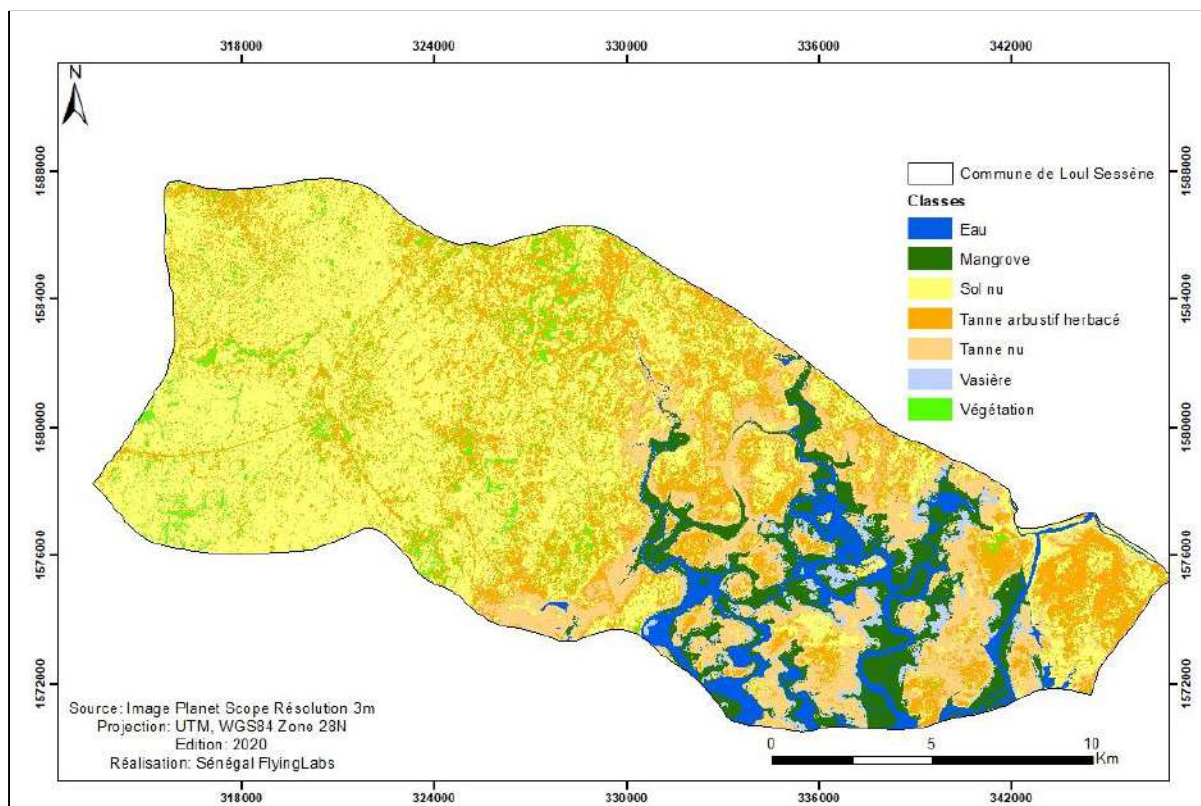 318000 324000 330000 336000 342000
N
1588000 1588000
Commune de Loul Sessène
Classes
Eau
Mangrove
Sol nu
Tanne arbustif herbacé
Tanne nu
Vasière
Végétation
1584000 1584000
1580000 1580000
1576000 1576000
1572000 1572000
Source: Image Planet Scope Résolution 3m
Projection: UTM, WGS84 Zone 28N
Edition: 2020
Réalisation: Sénégal FlyingLabs
0 5 10
Km
318000 324000 330000 336000 342000